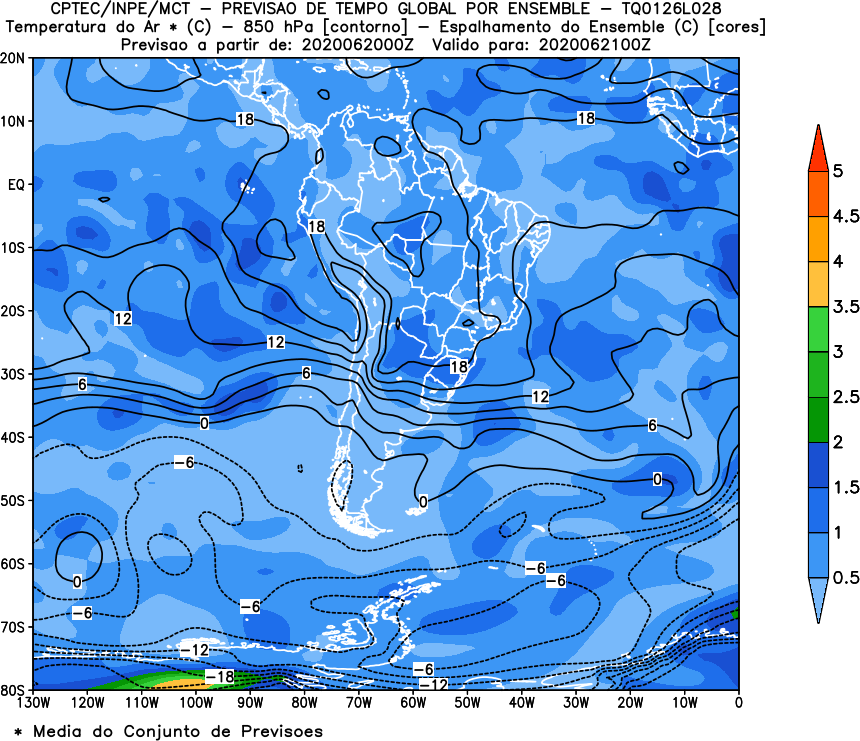 CPTEC/INPE/MCT - PREVISAO DE TEMPO GLOBAL POR ENSEMBLE - TQ0126L028
Temperatura do Ar * (C) - 850 hPa [contorno] - Espalhamento do Ensemble (C) [cores]
Previsao a partir de: 2020062000Z Valido para: 2020062100Z
20N
10N
EQ
10S
20S
30S
40S
50S
60S
70S
80S
18
18
18
12
12
6
6
0
18
12
6
-6
0
0
0
-6
-6
-6
-6
-12
-18
-6
-12
5
4.5
4
3.5
3
2.5
2
1.5
1
0.5
130W 120W 110W 100W 90W 80W 70W 60W 50W 40W 30W 20W 10W 0
* Media do Conjunto de Previsoes